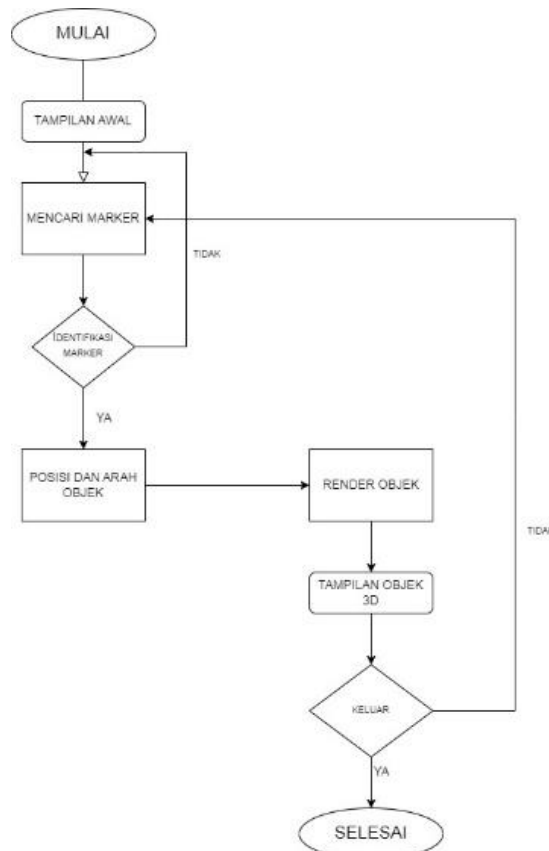 MULAI
TAMPILAN AWAL
MENCARI MARKER
TIDAK
IDENTIFIKASI
MARKER
YA
POSISI DAN ARAH
OBJEK
RENDER OBJEK
TIDAK
TAMPILAN OBJEK
3D
KELUAR
YA
SELESAI